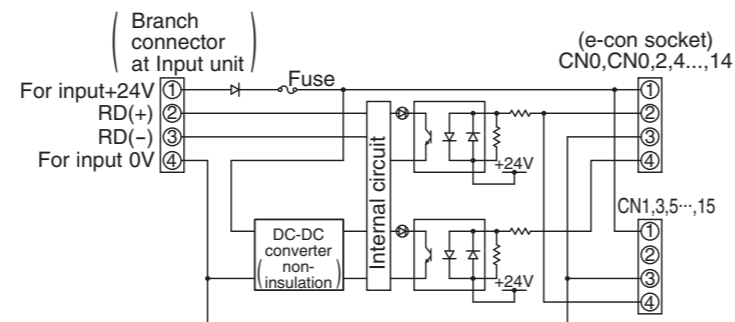 Branch
connector
at Input unit
For input+24V ①
RD(+) ②
RD(−) ③
For input 0V ④
Fuse
Internal circuit
DC-DC
converter
non-
insulation
+24V
+24V
(e-con socket)
CN0,CN0,2,4...,14
①
②
③
④
CN1,3,5···,15
①
②
③
④